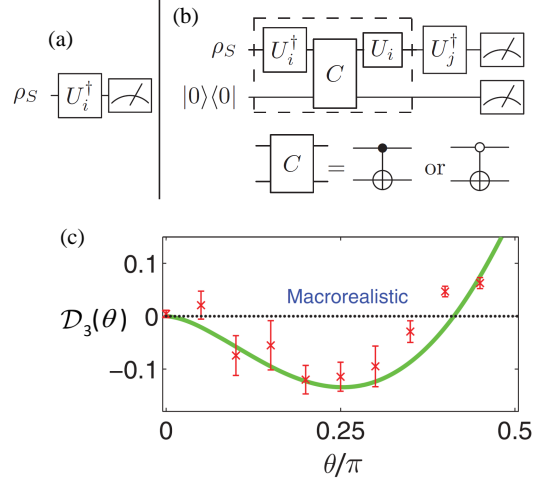 (a)
ρ_S U_i^†
(b)
ρ_S U_i^† C U_i U_j^†
|0⟩⟨0|
C = or
(c)
0.1
Macrorealistic
D_3(θ) 0
−0.1
0 0.25 0.5
θ/π